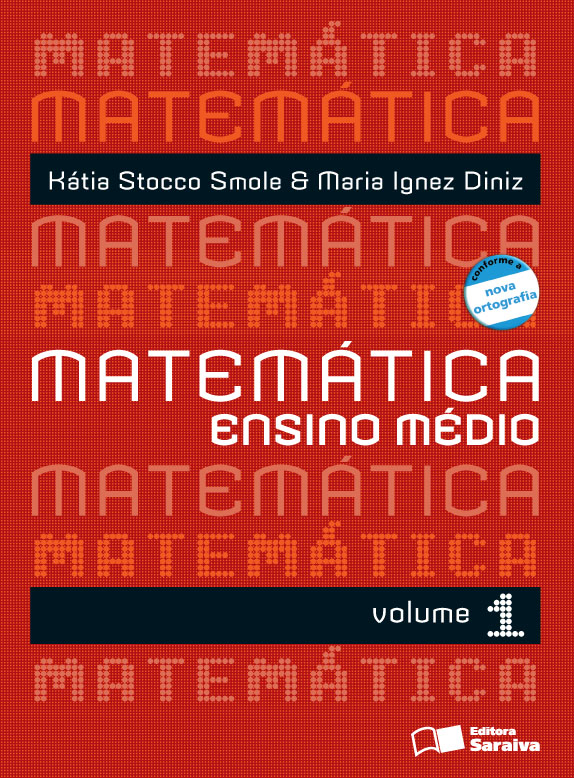 MATEMÁTICA
MATEMÁTICA
Kátia Stocco Smole & Maria Ignez Diniz
MATEMÁTICA
conforme a
nova
ortografia
MATEMÁTICA
MATEMÁTICA
ENSINO MÉDIO
MATEMÁTICA
MATEMÁTICA
volume 1
MATEMÁTICA
Editora
Saraiva